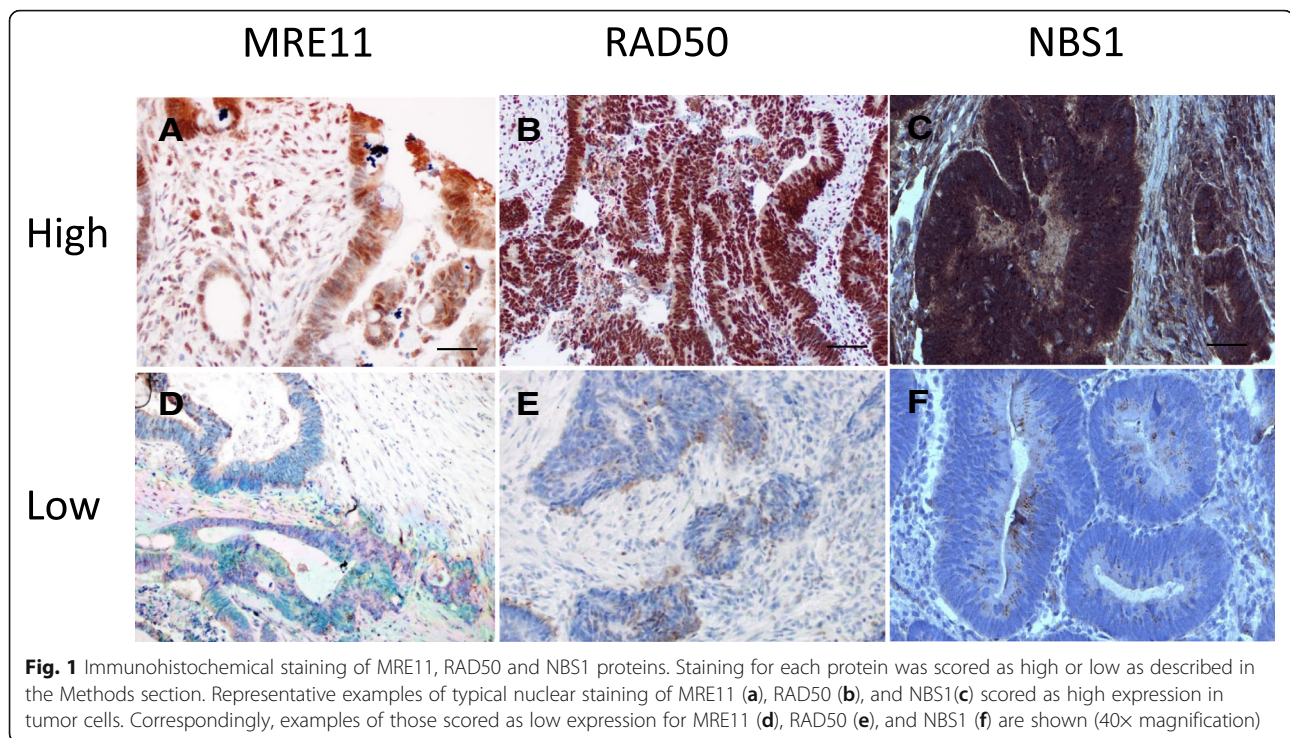 MRE11 RAD50 NBS1
High
A B C
Low
D E F
Fig. 1 Immunohistochemical staining of MRE11, RAD50 and NBS1 proteins. Staining for each protein was scored as high or low as described in
the Methods section. Representative examples of typical nuclear staining of MRE11 (a), RAD50 (b), and NBS1(c) scored as high expression in
tumor cells. Correspondingly, examples of those scored as low expression for MRE11 (d), RAD50 (e), and NBS1 (f) are shown (40× magnification)